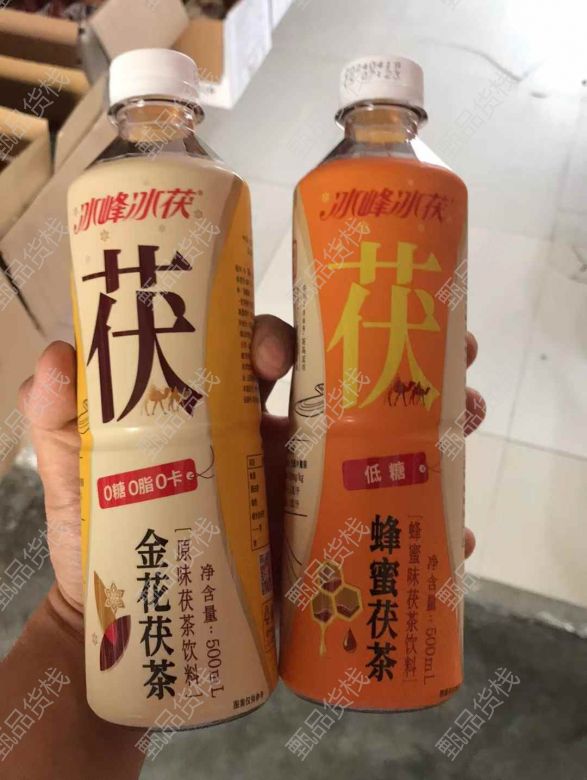 冰峰冰茯®
茯
0糖 0脂 0卡
金花茯茶
[原味茯茶饮料]
净含量:500mL
20240419
冰峰冰茯®
茯
低糖
蜂蜜茯茶
[蜂蜜味茯茶饮料]
净含量:500mL
甄品货栈